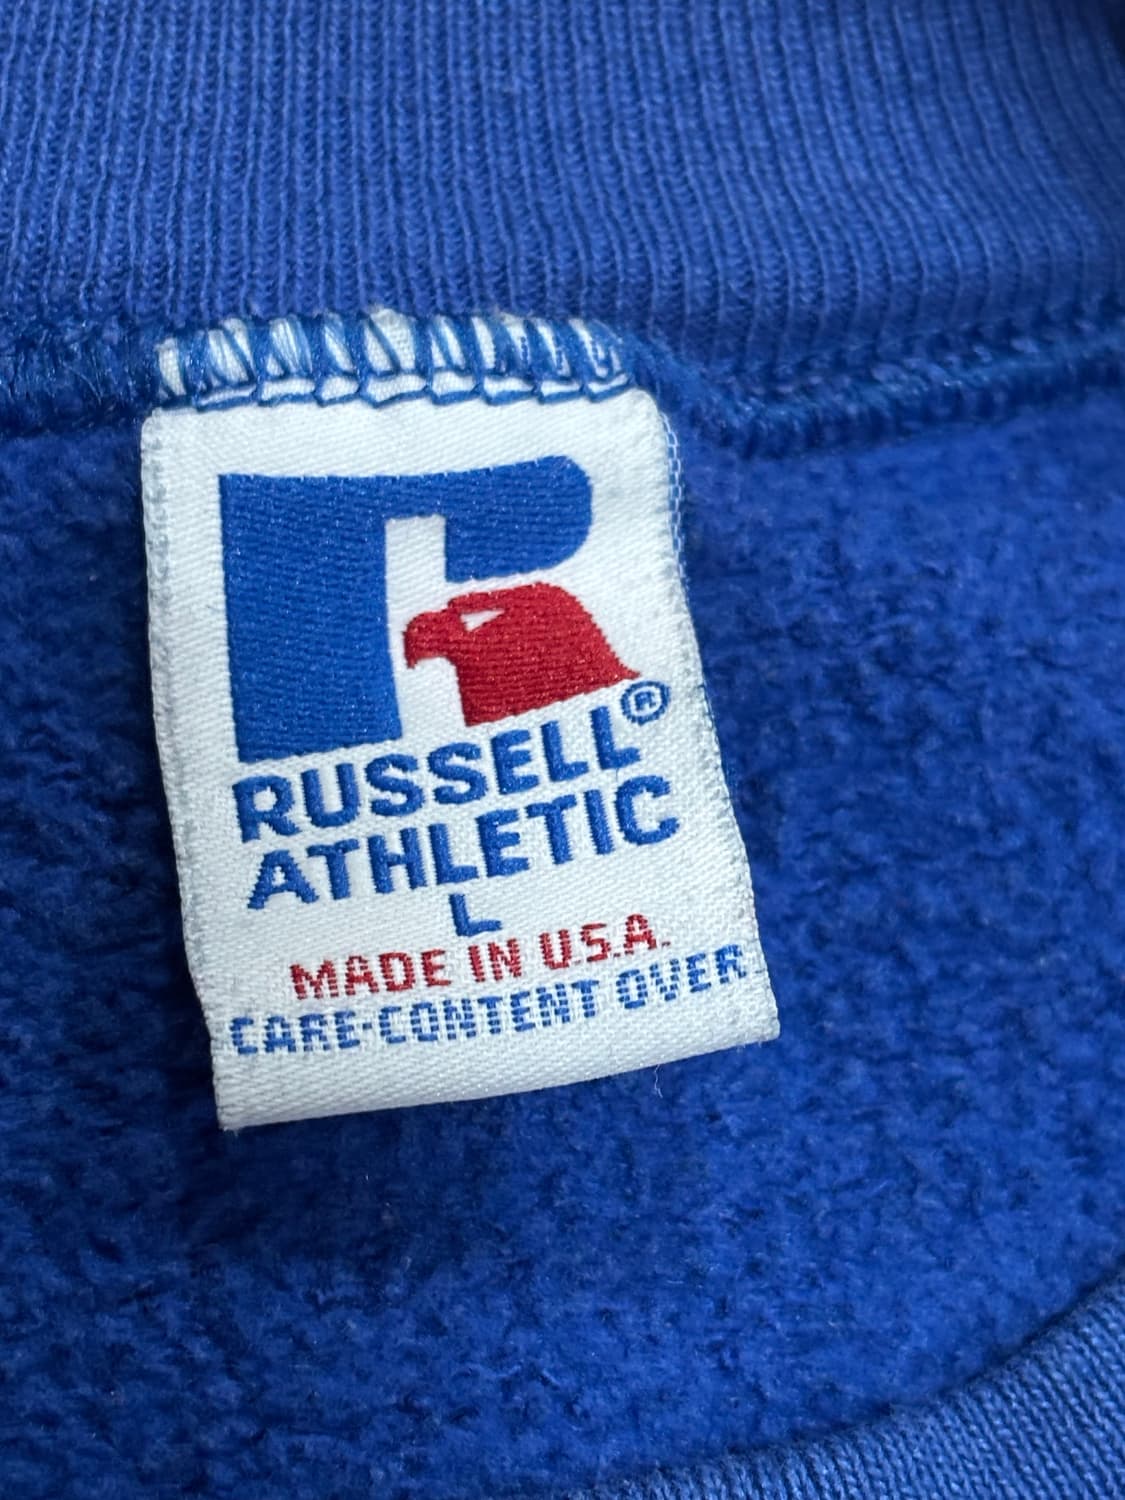 RUSSELL®
ATHLETIC
L
MADE IN U.S.A.
CARE-CONTENT OVER